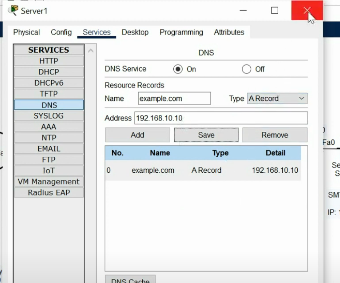 Server1
Physical Config Services Desktop Programming Attributes
SERVICES
HTTP
DHCP
DHCPv6
TFTP
DNS
SYSLOG
AAA
NTP
EMAIL
FTP
IoT
VM Management
Radius EAP
DNS
DNS Service On Off
Resource Records
Name example.com Type A Record
Address 192.168.10.10
Add Save Remove
No. Name Type Detail
0 example.com A Record 192.168.10.10
DNS Cache
Fa0
Se
S
SMT
IP: